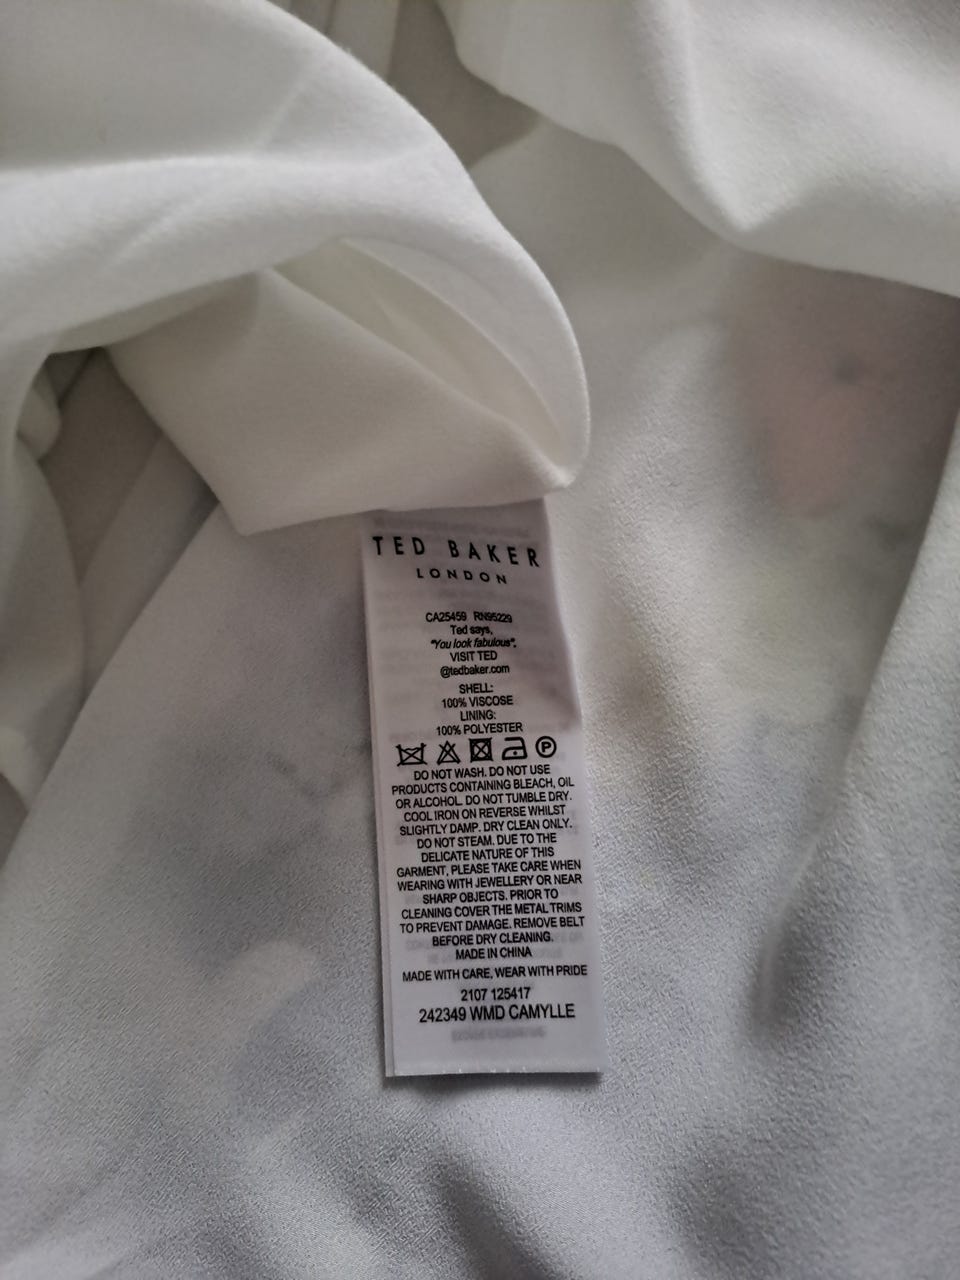 TED BAKER
LONDON
CA25459 RN95229
Ted says,
"You look fabulous".
VISIT TED
@tedbaker.com
SHELL:
100% VISCOSE
LINING:
100% POLYESTER
P
DO NOT WASH. DO NOT USE
PRODUCTS CONTAINING BLEACH, OIL
OR ALCOHOL. DO NOT TUMBLE DRY.
COOL IRON ON REVERSE WHILST
SLIGHTLY DAMP. DRY CLEAN ONLY.
DO NOT STEAM. DUE TO THE
DELICATE NATURE OF THIS
GARMENT, PLEASE TAKE CARE WHEN
WEARING WITH JEWELLERY OR NEAR
SHARP OBJECTS. PRIOR TO
CLEANING COVER THE METAL TRIMS
TO PREVENT DAMAGE. REMOVE BELT
BEFORE DRY CLEANING.
MADE IN CHINA
MADE WITH CARE, WEAR WITH PRIDE
2107 125417
242349 WMD CAMYLLE